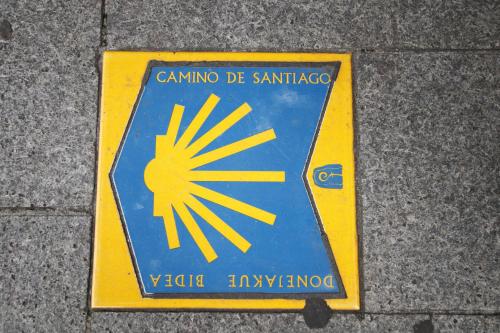 CAMINO DE SANTIAGO
DONEJAKUE BIDEA